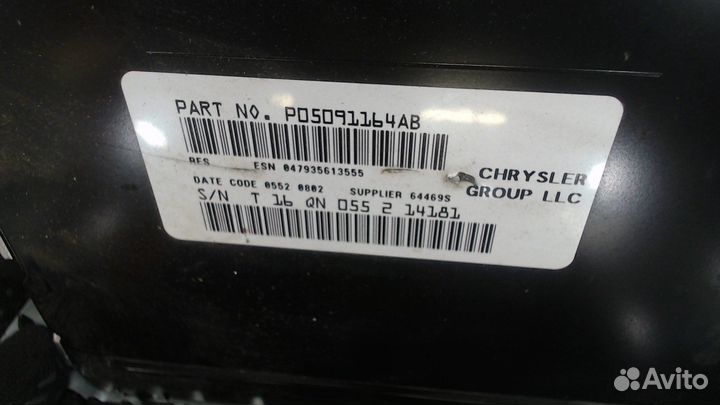 PART NO. P05091164AB
RES ESN 047935613555
DATE CODE 0552 0802 SUPPLIER 64469S
S/N T 16 QN 055 2 14181
CHRYSLER
GROUP LLC
Avito